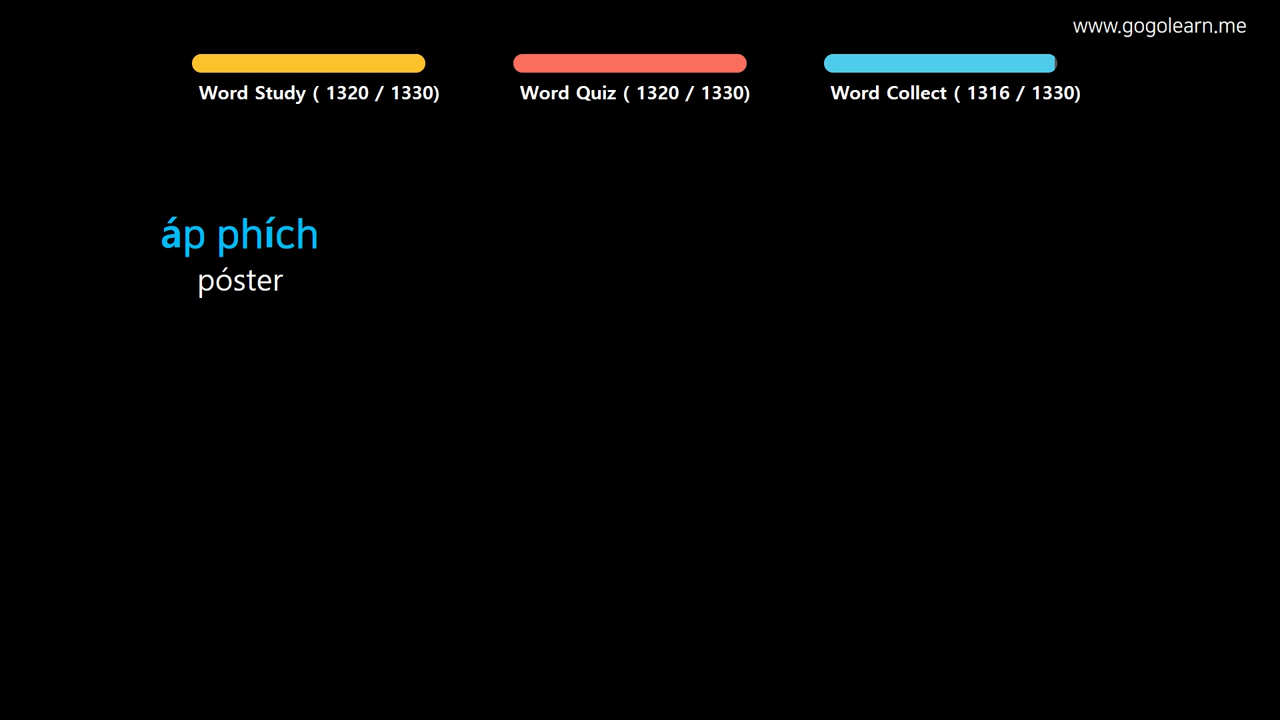 www.gogolearn.me
Word Study ( 1320 / 1330)
Word Quiz ( 1320 / 1330)
Word Collect ( 1316 / 1330)
áp phích
póster